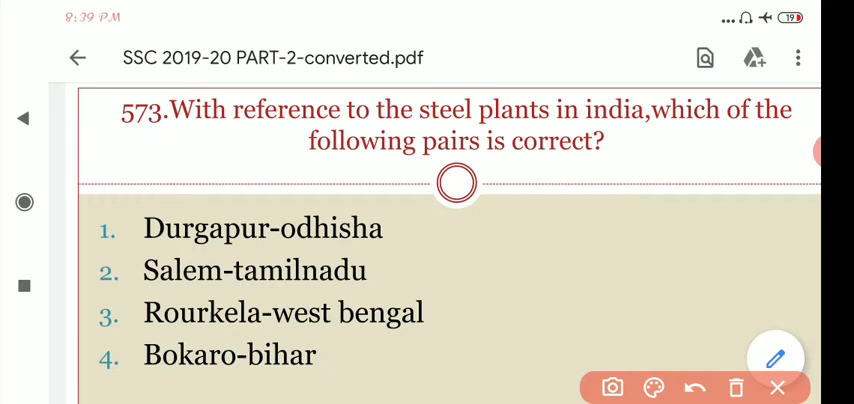 8:39 PM
19
SSC 2019-20 PART-2-converted.pdf
573.With reference to the steel plants in india,which of the
following pairs is correct?
1. Durgapur-odhisha
2. Salem-tamilnadu
3. Rourkela-west bengal
4. Bokaro-bihar